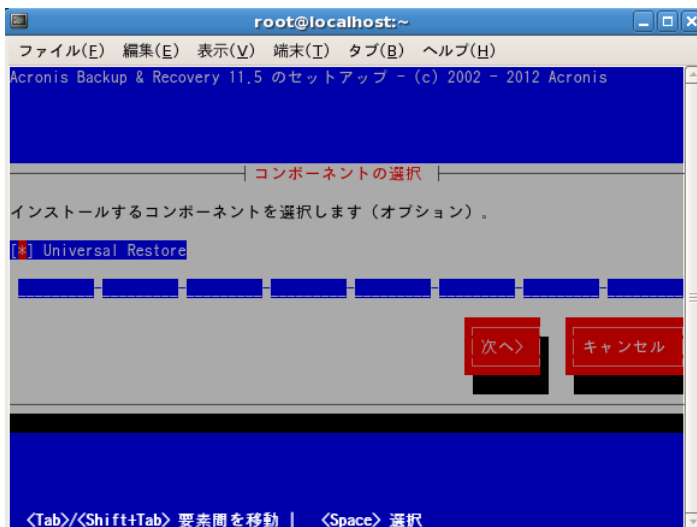 root@localhost:~
ファイル(F) 編集(E) 表示(V) 端末(T) タブ(B) ヘルプ(H)
Acronis Backup & Recovery 11.5 のセットアップ - (c) 2002 - 2012 Acronis
コンポーネントの選択
インストールするコンポーネントを選択します（オプション）。
[*] Universal Restore
次へ> キャンセル
<Tab>/<Shift+Tab> 要素間を移動 | <Space> 選択